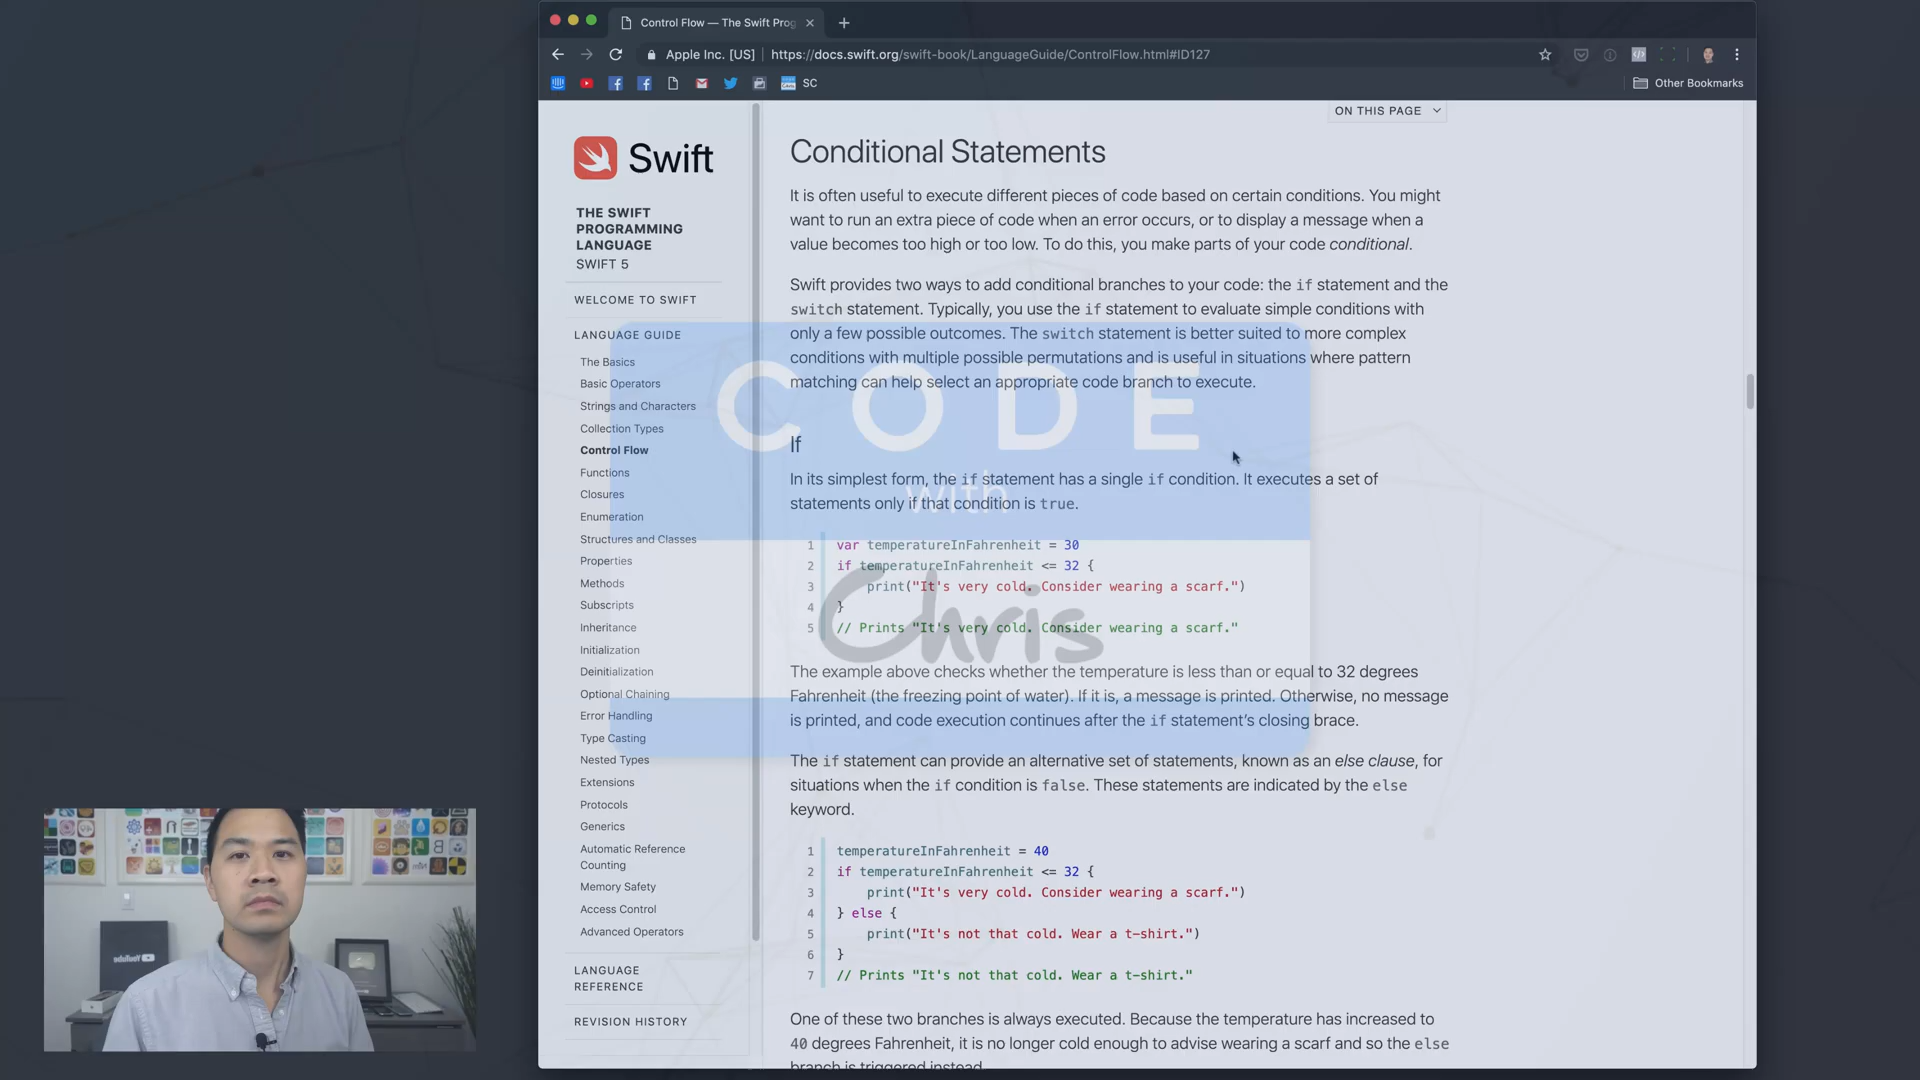 Control Flow — The Swift Prog
Apple Inc. [US] | https://docs.swift.org/swift-book/LanguageGuide/ControlFlow.html#ID127
SC
Other Bookmarks
ON THIS PAGE
Swift
THE SWIFT
PROGRAMMING
LANGUAGE
SWIFT 5
WELCOME TO SWIFT
LANGUAGE GUIDE
The Basics
Basic Operators
Strings and Characters
Collection Types
Control Flow
Functions
Closures
Enumeration
Structures and Classes
Properties
Methods
Subscripts
Inheritance
Initialization
Deinitialization
Optional Chaining
Error Handling
Type Casting
Nested Types
Extensions
Protocols
Generics
Automatic Reference
Counting
Memory Safety
Access Control
Advanced Operators
LANGUAGE
REFERENCE
REVISION HISTORY
Conditional Statements
It is often useful to execute different pieces of code based on certain conditions. You might
want to run an extra piece of code when an error occurs, or to display a message when a
value becomes too high or too low. To do this, you make parts of your code conditional.
Swift provides two ways to add conditional branches to your code: the if statement and the
switch statement. Typically, you use the if statement to evaluate simple conditions with
only a few possible outcomes. The switch statement is better suited to more complex
conditions with multiple possible permutations and is useful in situations where pattern
matching can help select an appropriate code branch to execute.
If
In its simplest form, the if statement has a single if condition. It executes a set of
statements only if that condition is true.
1 var temperatureInFahrenheit = 30
2 if temperatureInFahrenheit <= 32 {
3 print("It's very cold. Consider wearing a scarf.")
4 }
5 // Prints "It's very cold. Consider wearing a scarf."
The example above checks whether the temperature is less than or equal to 32 degrees
Fahrenheit (the freezing point of water). If it is, a message is printed. Otherwise, no message
is printed, and code execution continues after the if statement’s closing brace.
The if statement can provide an alternative set of statements, known as an else clause, for
situations when the if condition is false. These statements are indicated by the else
keyword.
1 temperatureInFahrenheit = 40
2 if temperatureInFahrenheit <= 32 {
3 print("It's very cold. Consider wearing a scarf.")
4 } else {
5 print("It's not that cold. Wear a t-shirt.")
6 }
7 // Prints "It's not that cold. Wear a t-shirt."
One of these two branches is always executed. Because the temperature has increased to
40 degrees Fahrenheit, it is no longer cold enough to advise wearing a scarf and so the else
branch is triggered instead.
CODE
with
Chris
YouTube